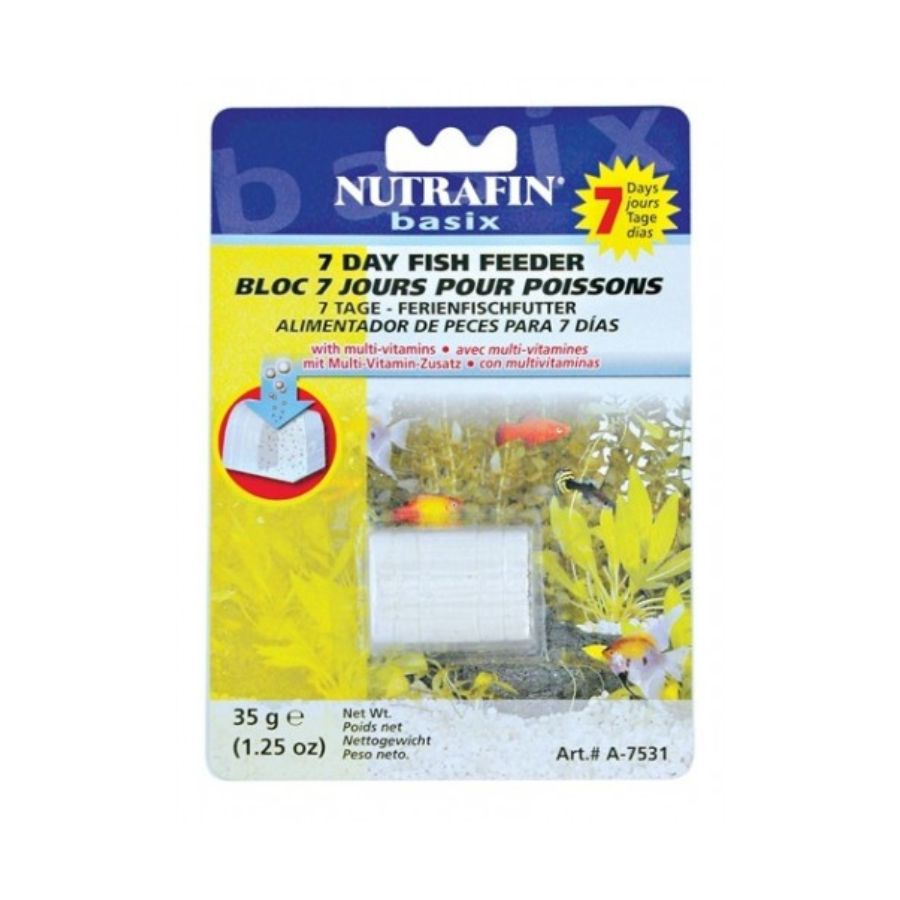 basix
NUTRAFIN®
basix
7 Days
jours
Tage
dias
7 DAY FISH FEEDER
BLOC 7 JOURS POUR POISSONS
7 TAGE - FERIENFISCHFUTTER
ALIMENTADOR DE PECES PARA 7 DÍAS
with multi-vitamins • avec multi-vitamines
mit Multi-Vitamin-Zusatz • con multivitaminas
35 g ℮
(1.25 oz)
Net Wt.
Poids net
Nettogewicht
Peso neto.
Art.# A-7531